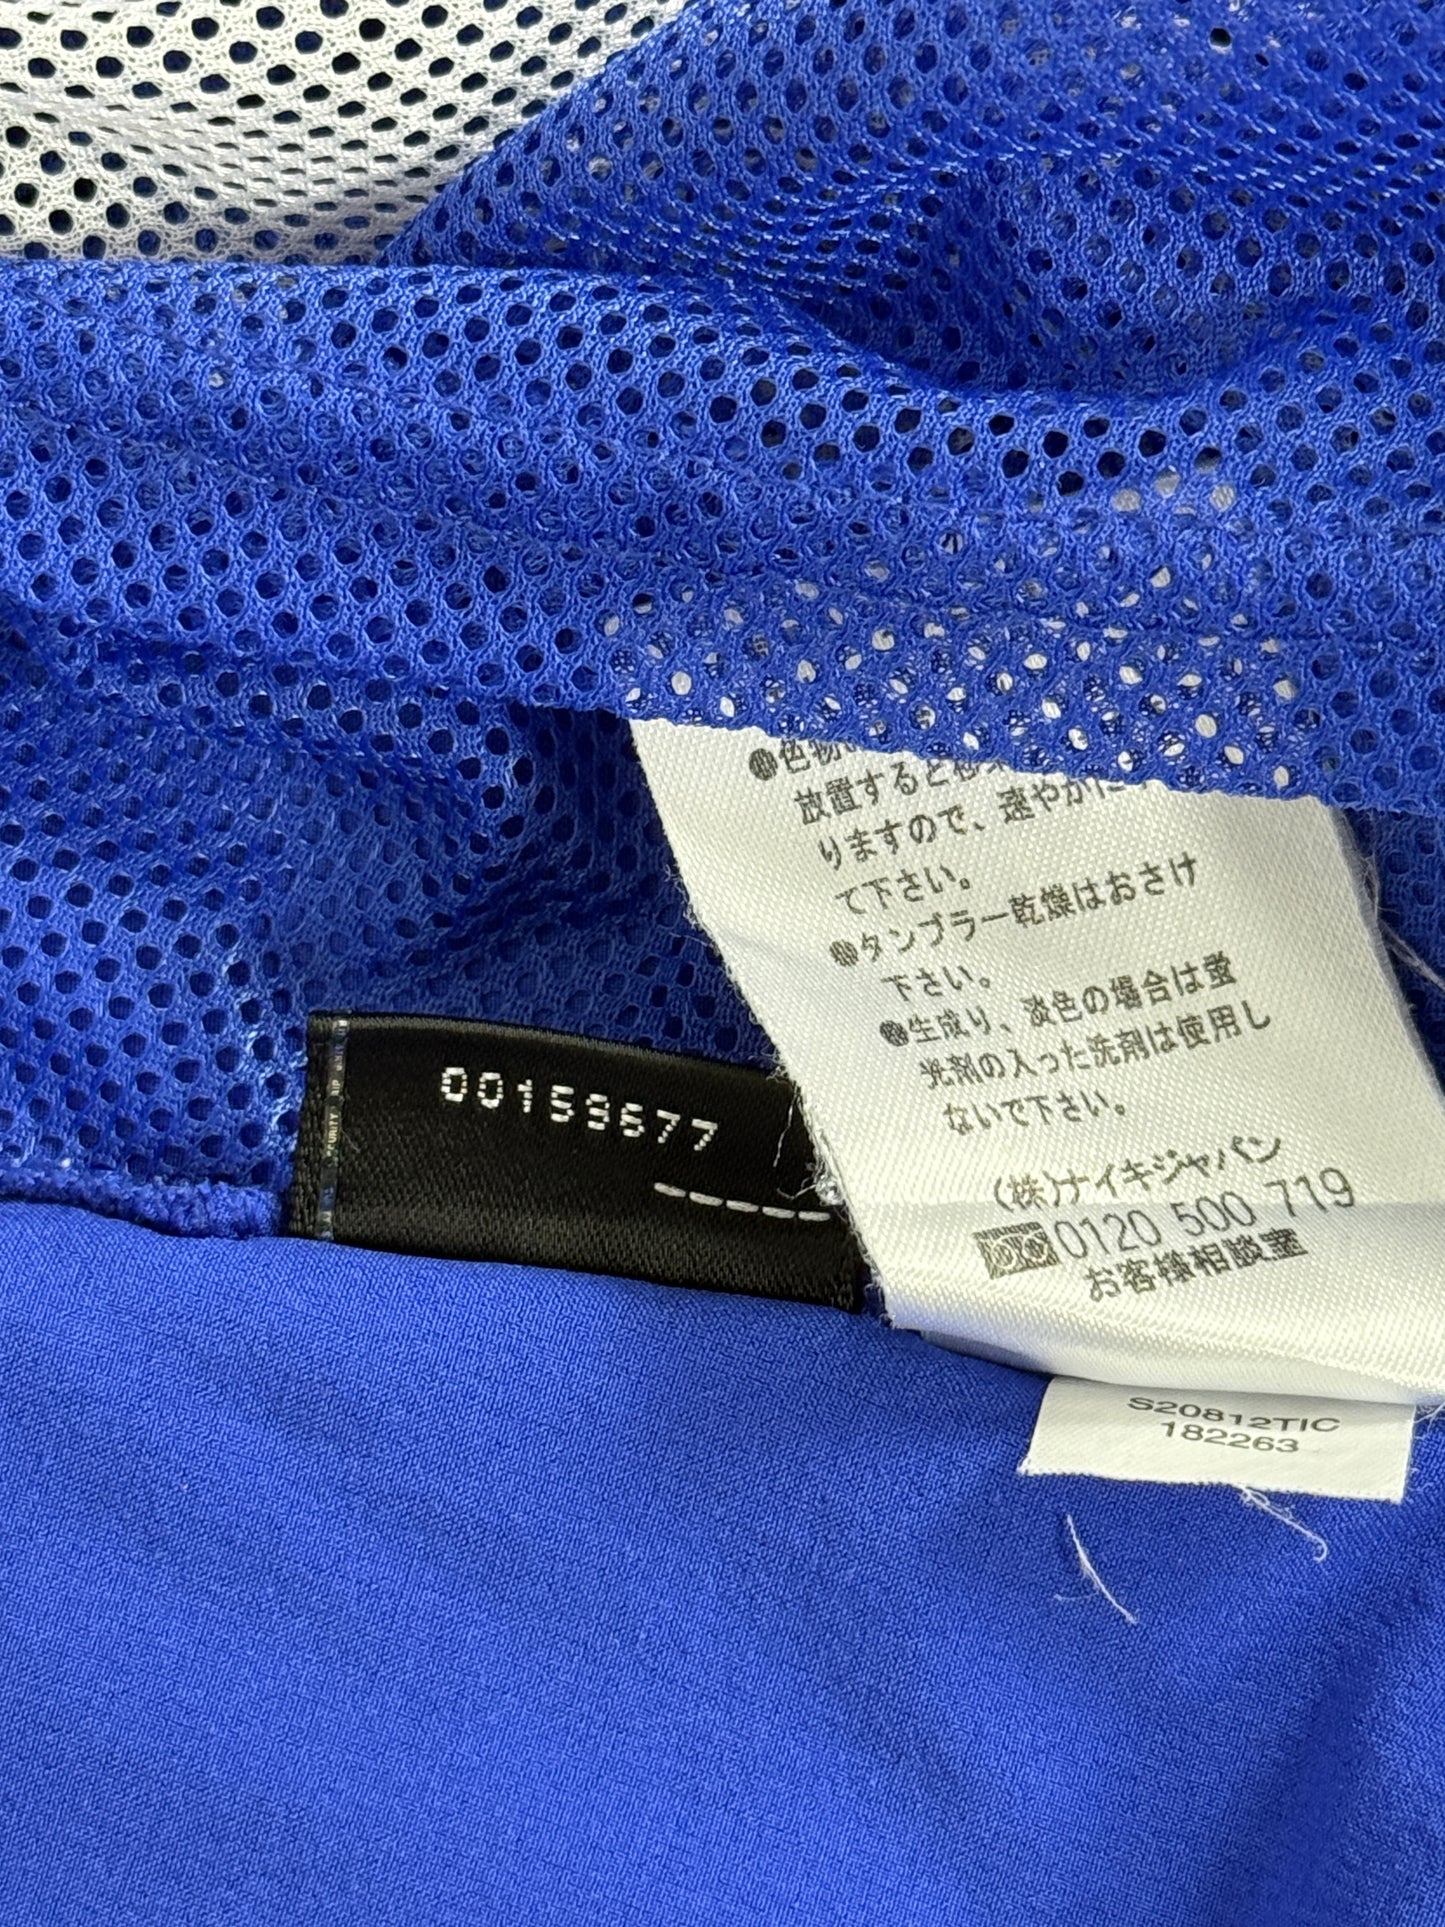 ●色物
放置すると
りますので、速やかに
て下さい。
●タンブラー乾燥はおさけ
下さい。
●生成り、淡色の場合は蛍
光剤の入った洗剤は使用し
ないで下さい。
(株)ナイキジャパン
0120 500 719
お客様相談室
00159677
S20812TIC
182263